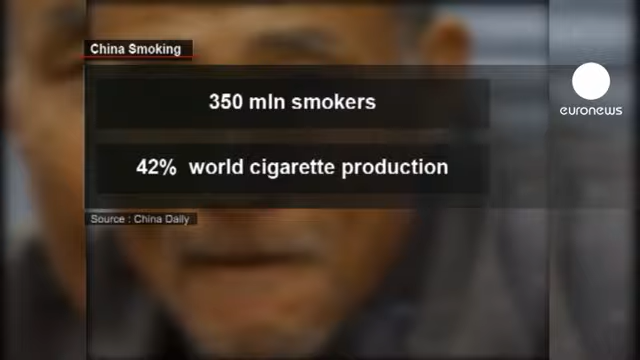 China Smoking
350 mln smokers
euronews
42% world cigarette production
Source : China Daily